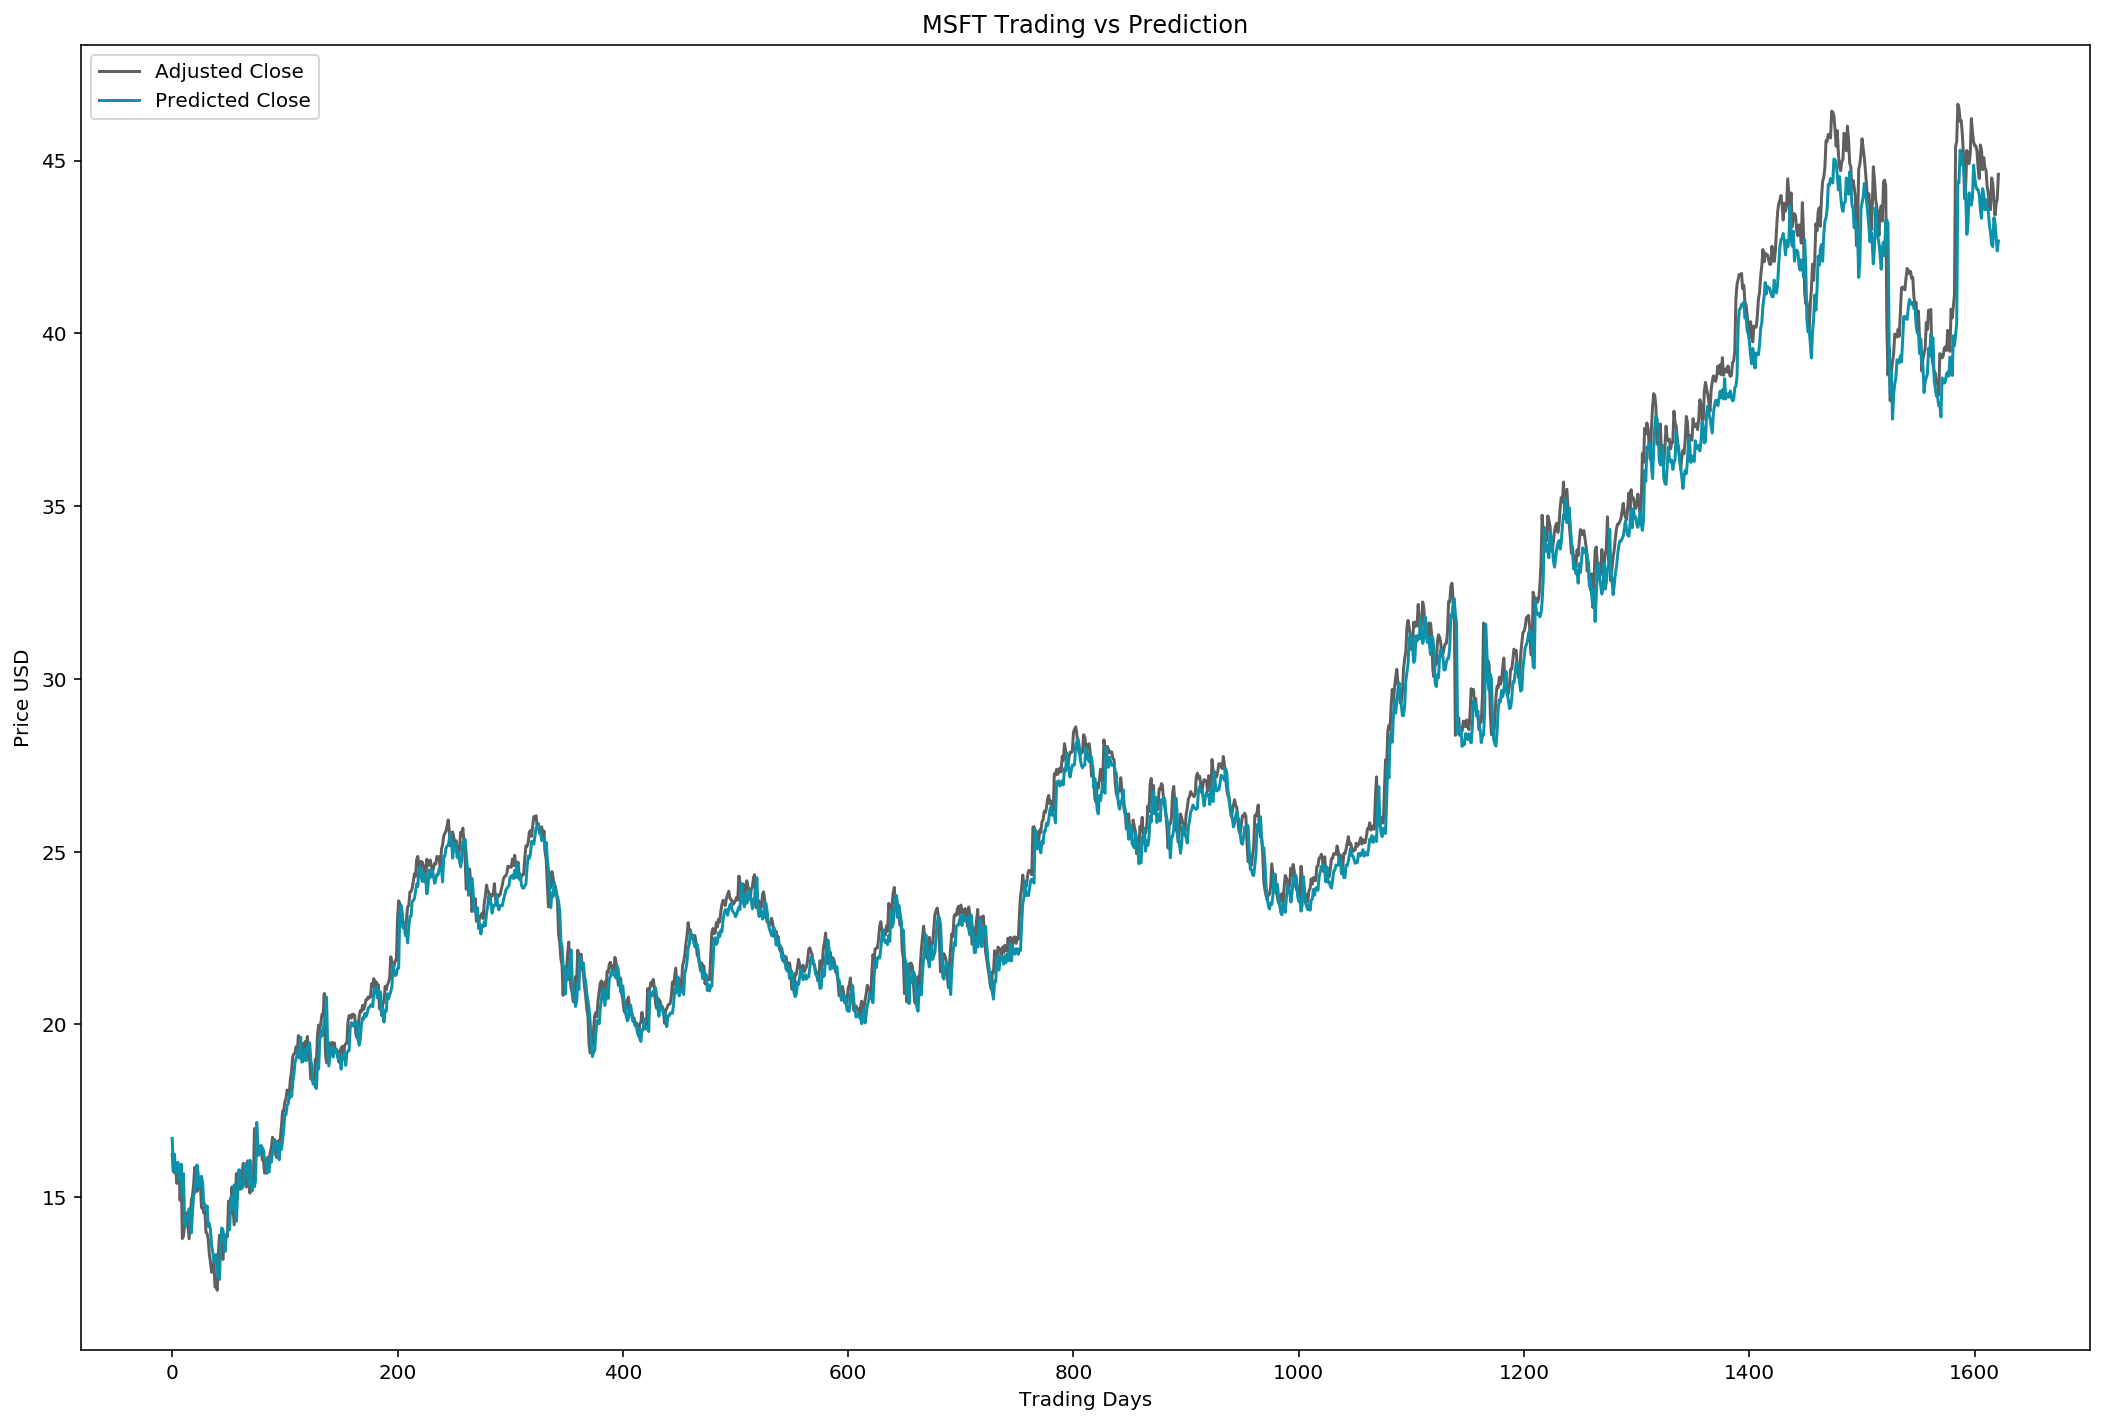 MSFT Trading vs Prediction
Adjusted Close
Predicted Close
45
40
35
30
25
20
15
Price USD
0 200 400 600 800 1000 1200 1400 1600
Trading Days